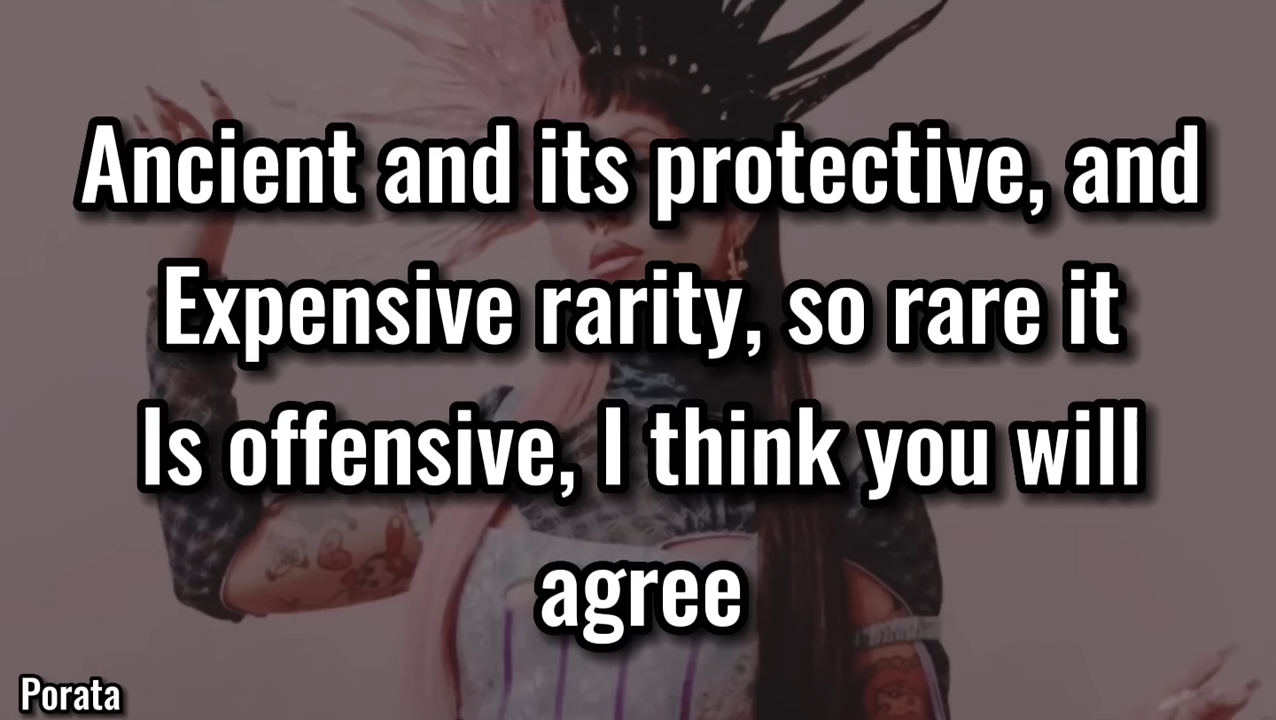 Ancient and its protective, and
Expensive rarity, so rare it
Is offensive, I think you will
agree
Porata